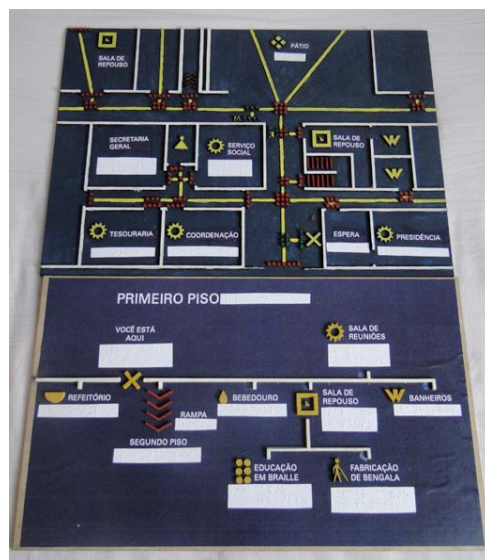 SALA DE
REPOUSO
PÁTIO
SECRETARIA
GERAL
SERVIÇO
SOCIAL
SALA DE
REPOUSO
TESOURARIA
COORDENAÇÃO
ESPERA
PRESIDÊNCIA
PRIMEIRO PISO
VOCÊ ESTÁ
AQUI
SALA DE
REUNIÕES
REFEITÓRIO
RAMPA
BEBEDOURO
SALA DE
REPOUSO
BANHEIROS
SEGUNDO PISO
EDUCAÇÃO
EM BRAILLE
FABRICAÇÃO
DE BENGALA